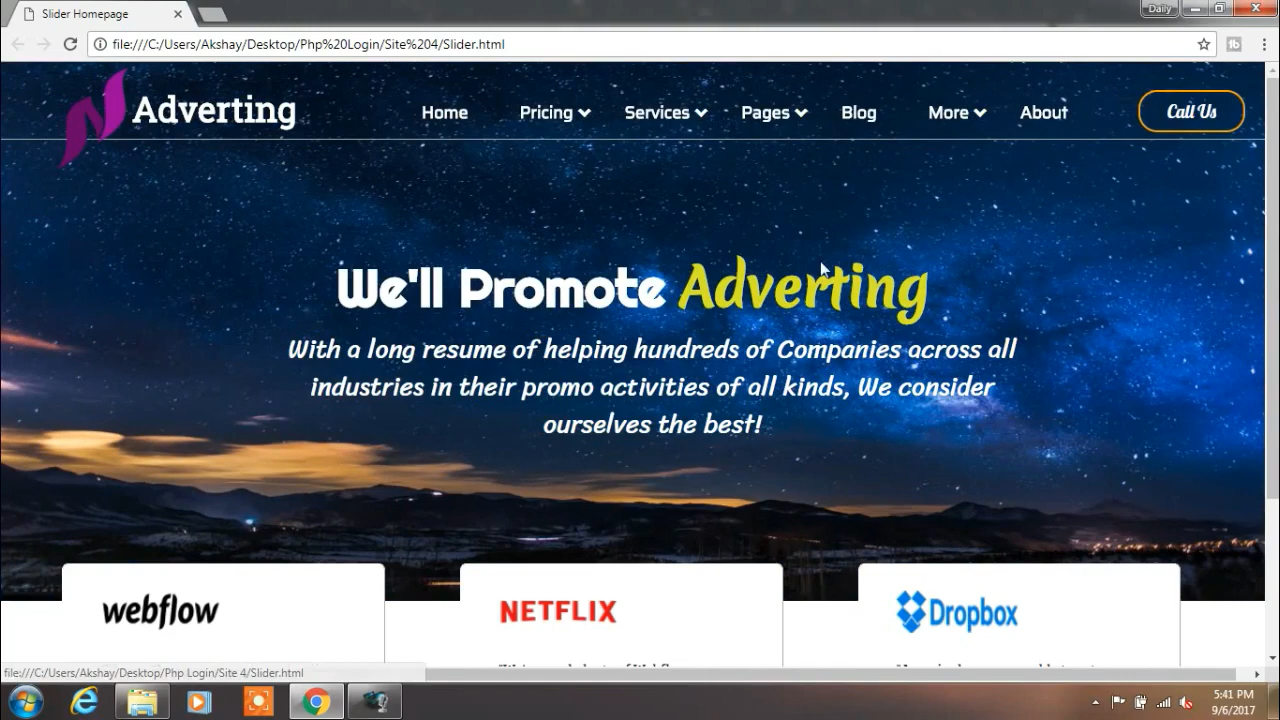 Slider Homepage
Daily
file:///C:/Users/Akshay/Desktop/Php%20Login/Site%204/Slider.html
Adverting
Home Pricing Services Pages Blog More About Call Us
We'll Promote Adverting
With a long resume of helping hundreds of Companies across all
industries in their promo activities of all kinds, We consider
ourselves the best!
webflow NETFLIX Dropbox
file:///C:/Users/Akshay/Desktop/Php Login/Site 4/Slider.html
5:41 PM
9/6/2017